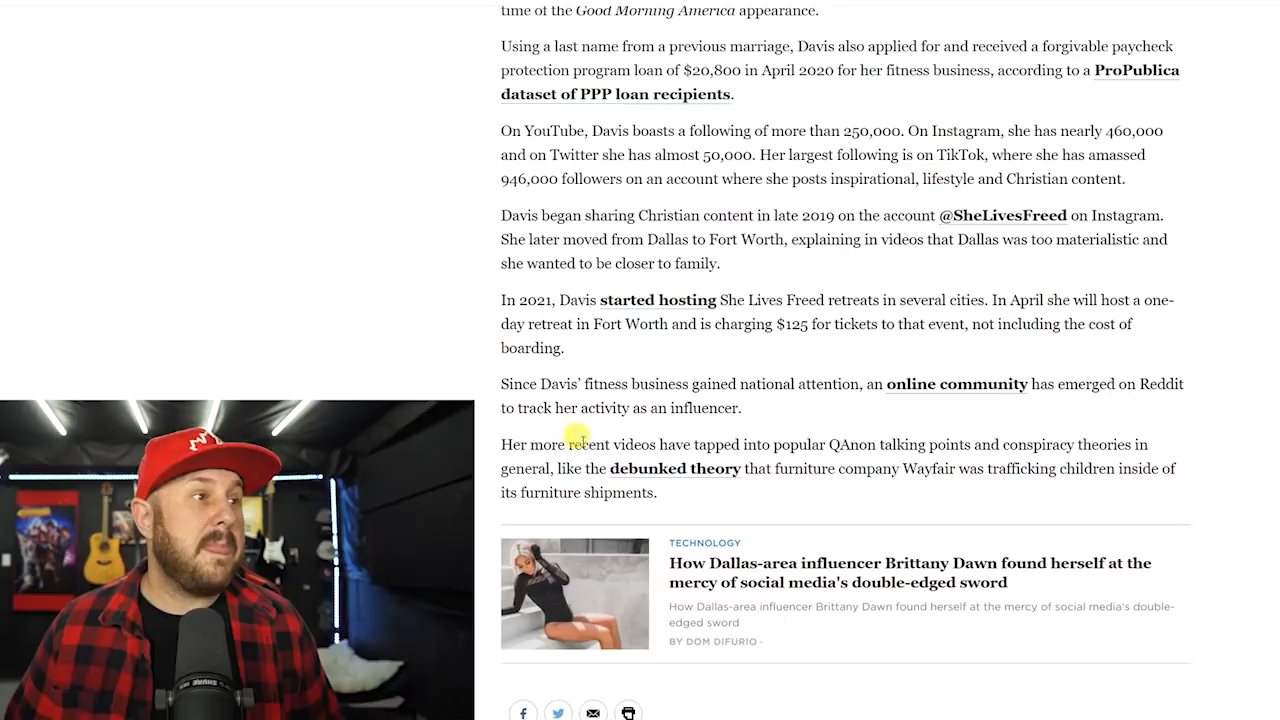 time of the Good Morning America appearance.
Using a last name from a previous marriage, Davis also applied for and received a forgivable paycheck
protection program loan of $20,800 in April 2020 for her fitness business, according to a ProPublica
dataset of PPP loan recipients.
On YouTube, Davis boasts a following of more than 250,000. On Instagram, she has nearly 460,000
and on Twitter she has almost 50,000. Her largest following is on TikTok, where she has amassed
946,000 followers on an account where she posts inspirational, lifestyle and Christian content.
Davis began sharing Christian content in late 2019 on the account @SheLivesFreed on Instagram.
She later moved from Dallas to Fort Worth, explaining in videos that Dallas was too materialistic and
she wanted to be closer to family.
In 2021, Davis started hosting She Lives Freed retreats in several cities. In April she will host a one-
day retreat in Fort Worth and is charging $125 for tickets to that event, not including the cost of
boarding.
Since Davis’ fitness business gained national attention, an online community has emerged on Reddit
to track her activity as an influencer.
Her more recent videos have tapped into popular QAnon talking points and conspiracy theories in
general, like the debunked theory that furniture company Wayfair was trafficking children inside of
its furniture shipments.
TECHNOLOGY
How Dallas-area influencer Brittany Dawn found herself at the
mercy of social media's double-edged sword
How Dallas-area influencer Brittany Dawn found herself at the mercy of social media's double-
edged sword
BY DOM DIFURIO
SHURE